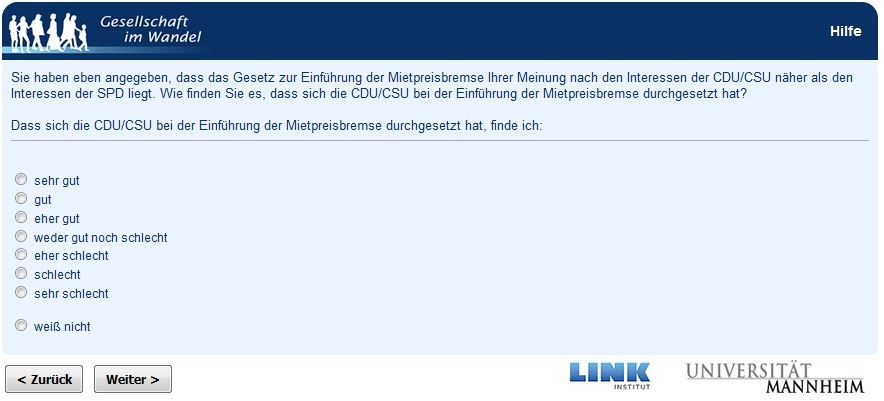 Gesellschaft
im Wandel
Hilfe
Sie haben eben angegeben, dass das Gesetz zur Einführung der Mietpreisbremse Ihrer Meinung nach den Interessen der CDU/CSU näher als den
Interessen der SPD liegt. Wie finden Sie es, dass sich die CDU/CSU bei der Einführung der Mietpreisbremse durchgesetzt hat?
Dass sich die CDU/CSU bei der Einführung der Mietpreisbremse durchgesetzt hat, finde ich:
sehr gut
gut
eher gut
weder gut noch schlecht
eher schlecht
schlecht
sehr schlecht
weiß nicht
< Zurück
Weiter >
LINK
INSTITUT
UNIVERSITÄT
MANNHEIM